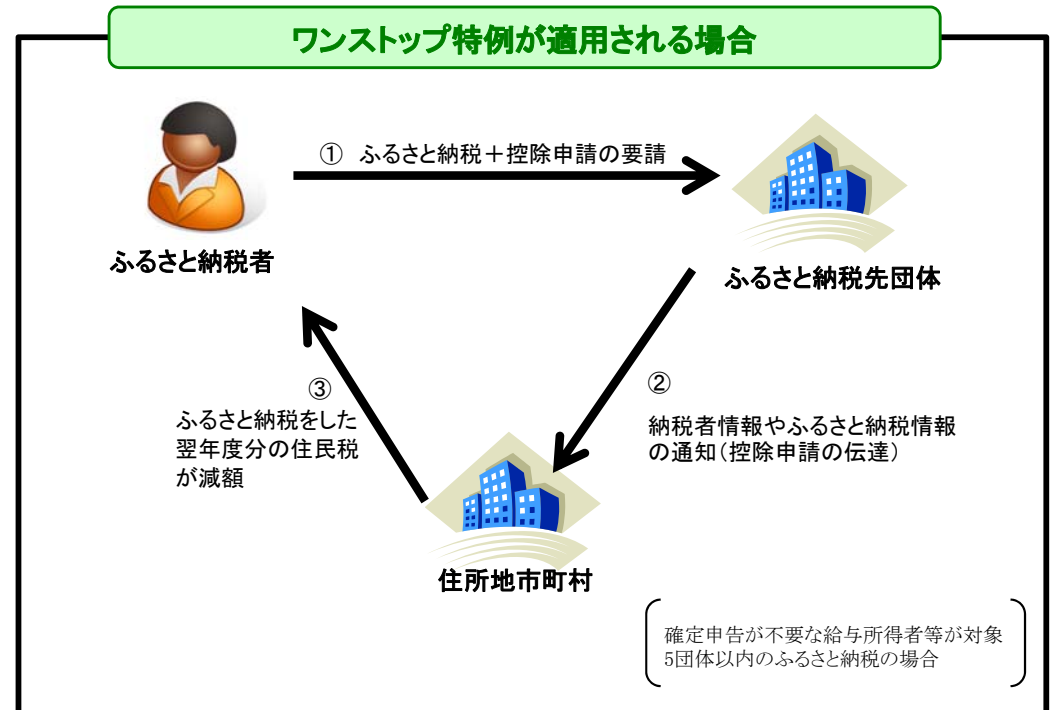 ワンストップ特例が適用される場合
① ふるさと納税＋控除申請の要請
ふるさと納税者
ふるさと納税先団体
②
納税者情報やふるさと納税情報
の通知（控除申請の伝達）
③
ふるさと納税をした
翌年度分の住民税
が減額
住所地市町村
確定申告が不要な給与所得者等が対象
5団体以内のふるさと納税の場合